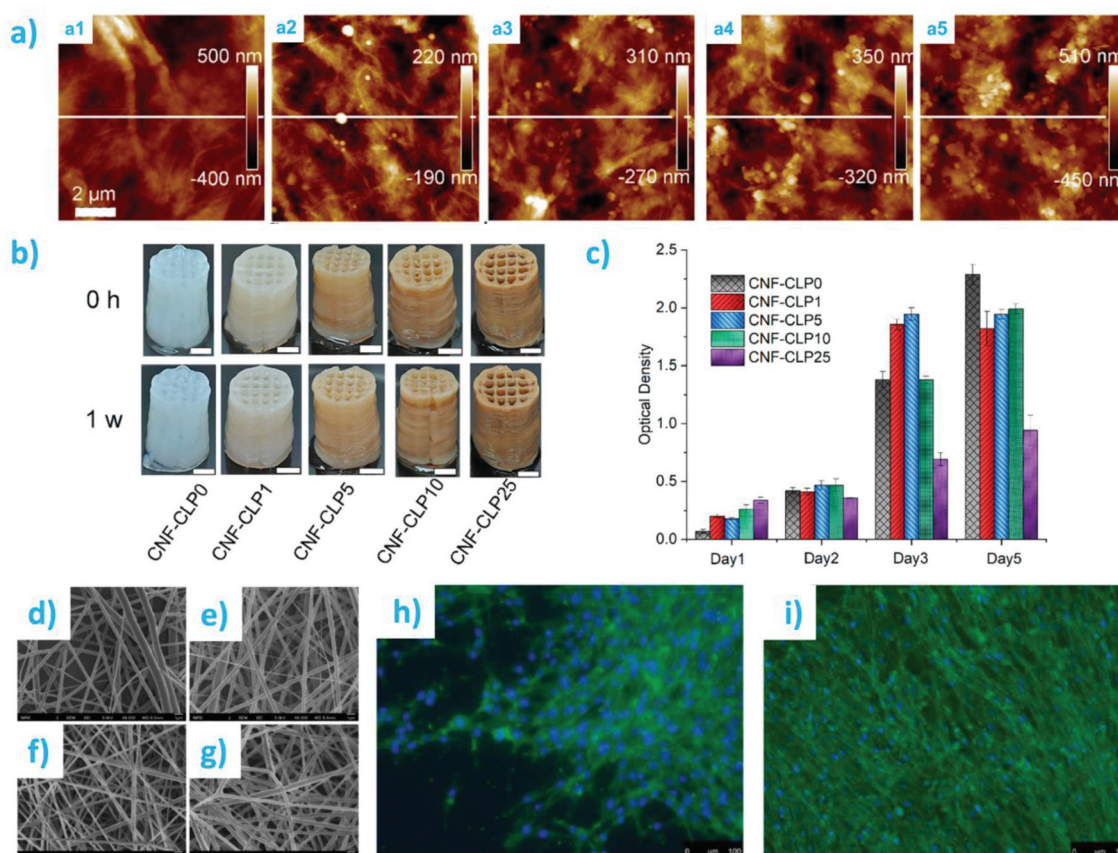 a)
a1
a2
a3
a4
a5
500 nm
-400 nm
2 µm
220 nm
-190 nm
310 nm
-270 nm
350 nm
-320 nm
510 nm
-450 nm
b)
0 h
1 w
CNF-CLP0
CNF-CLP1
CNF-CLP5
CNF-CLP10
CNF-CLP25
c)
2.5
2.0
1.5
1.0
0.5
0.0
Optical Density
CNF-CLP0
CNF-CLP1
CNF-CLP5
CNF-CLP10
CNF-CLP25
Day1
Day2
Day3
Day5
d)
e)
f)
g)
h)
0 µm 100
i)